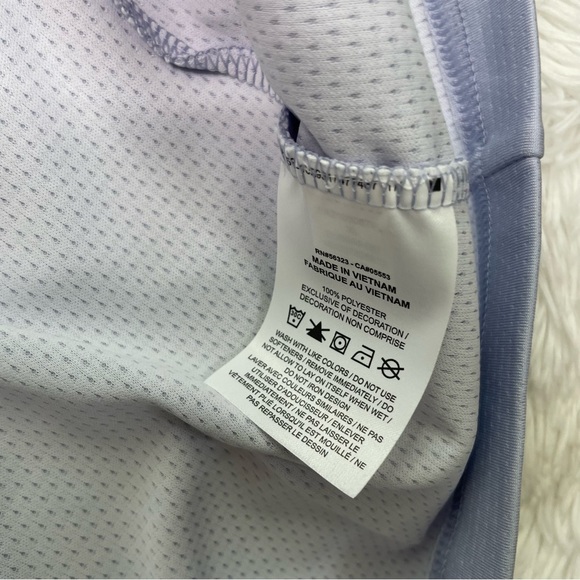 RN#56323 - CA#05553
MADE IN VIETNAM
FABRIQUE AU VIETNAM
100% POLYESTER
EXCLUSIVE OF DECORATION /
DECORATION NON COMPRISE
WASH WITH LIKE COLORS / DO NOT USE
SOFTENERS / REMOVE IMMEDIATELY / DO
NOT ALLOW TO LAY ON ITSELF WHEN WET /
DO NOT IRON DESIGN
LAVER AVEC COULEURS SIMILAIRES / NE PAS
UTILISER D'ADOUCISSEUR / ENLEVER
IMMÉDIATEMENT / NE PAS LAISSER LE
VÊTEMENT PLIÉ LORSQU'IL EST MOUILLÉ / NE
PAS REPASSER LE DESSIN